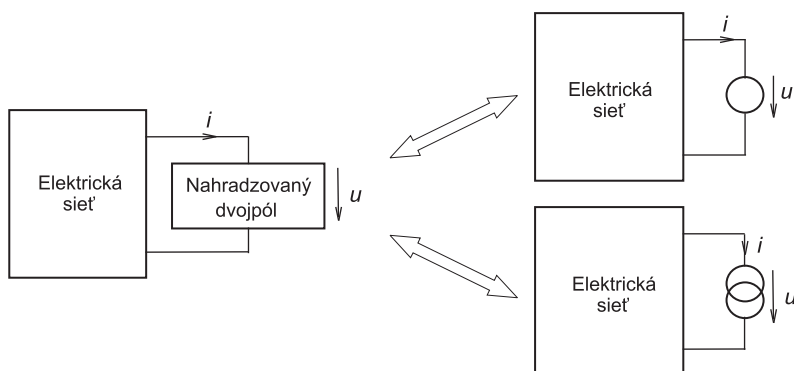 i
Elektrická
sieť
Nahradzovaný
dvojpól
u
i
Elektrická
sieť
u
i
Elektrická
sieť
u